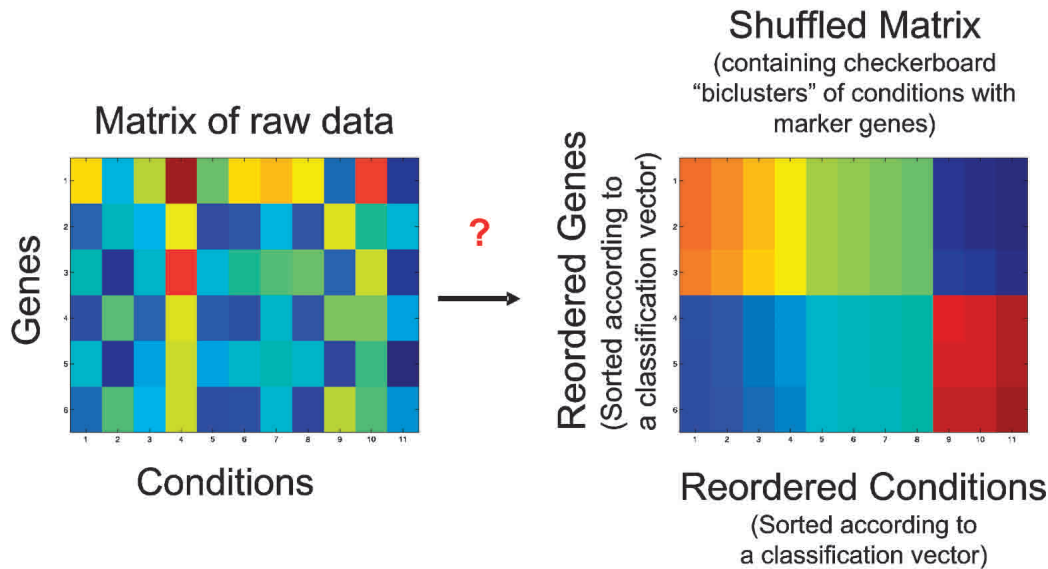 Matrix of raw data
Genes
1
2
3
4
5
6
1 2 3 4 5 6 7 8 9 10 11
Conditions
?
Shuffled Matrix
(containing checkerboard
“biclusters” of conditions with
marker genes)
Reordered Genes
(Sorted according to
a classification vector)
1
2
3
4
5
6
1 2 3 4 5 6 7 8 9 10 11
Reordered Conditions
(Sorted according to
a classification vector)